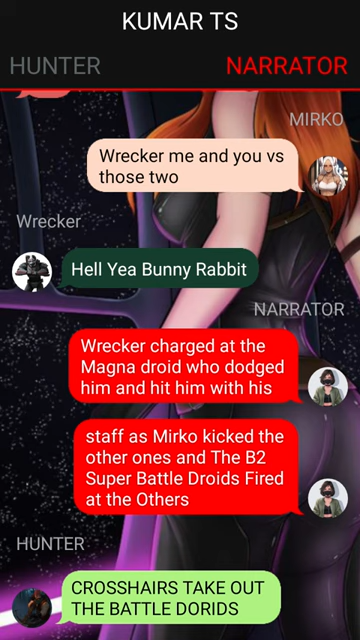 KUMAR TS
HUNTER NARRATOR
MIRKO
Wrecker me and you vs
those two
Wrecker
Hell Yea Bunny Rabbit
NARRATOR
Wrecker charged at the
Magna droid who dodged
him and hit him with his
staff as Mirko kicked the
other ones and The B2
Super Battle Droids Fired
at the Others
HUNTER
CROSSHAIRS TAKE OUT
THE BATTLE DORIDS